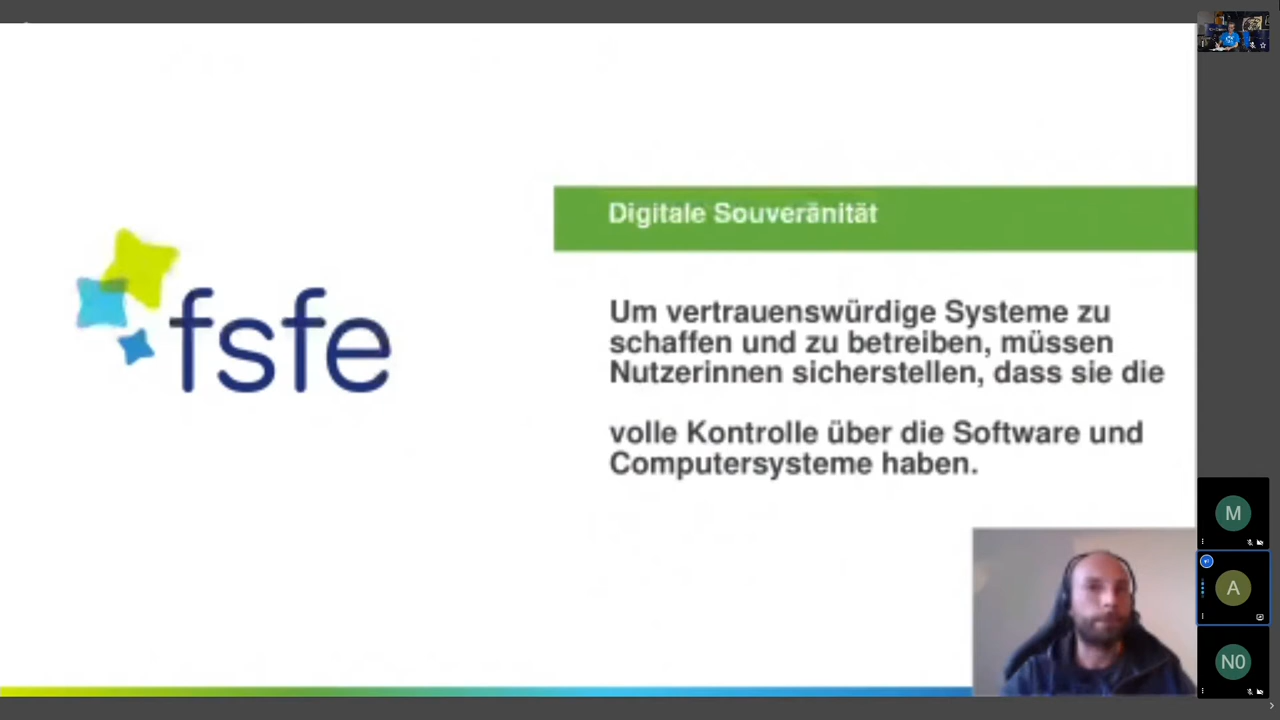 Digitale Souveränität
fsfe
Um vertrauenswürdige Systeme zu
schaffen und zu betreiben, müssen
Nutzerinnen sicherstellen, dass sie die
volle Kontrolle über die Software und
Computersysteme haben.
M
A
N0